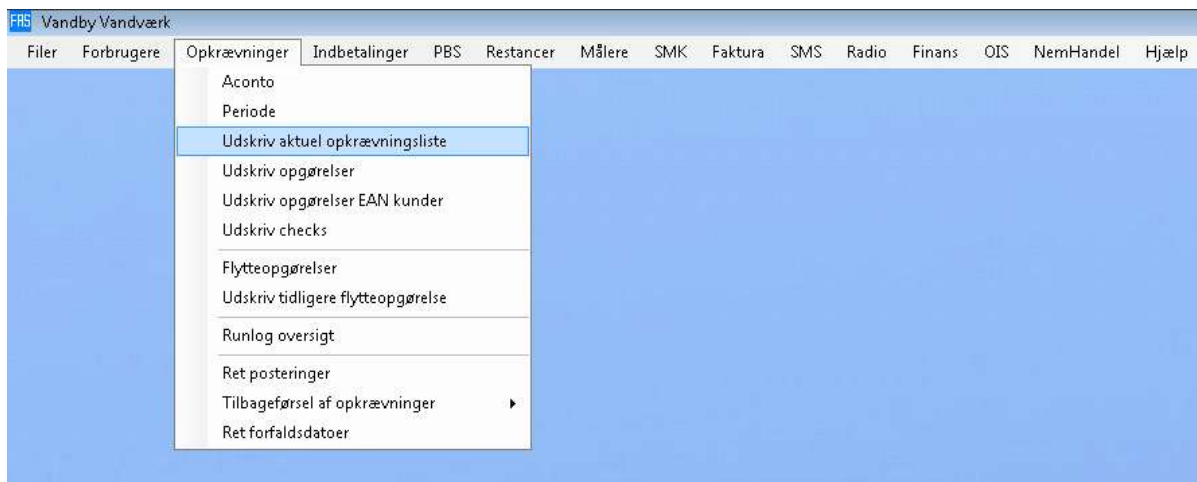 FAS Vandby Vandværk
Filer Forbrugere Opkrævninger Indbetalinger PBS Restancer Målere SMK Faktura SMS Radio Finans OIS NemHandel Hjælp
Aconto
Periode
Udskriv aktuel opkrævningsliste
Udskriv opgørelser
Udskriv opgørelser EAN kunder
Udskriv checks
Flytteopgørelser
Udskriv tidligere flytteopgørelse
Runlog oversigt
Ret posteringer
Tilbageførsel af opkrævninger
Ret forfaldsdatoer